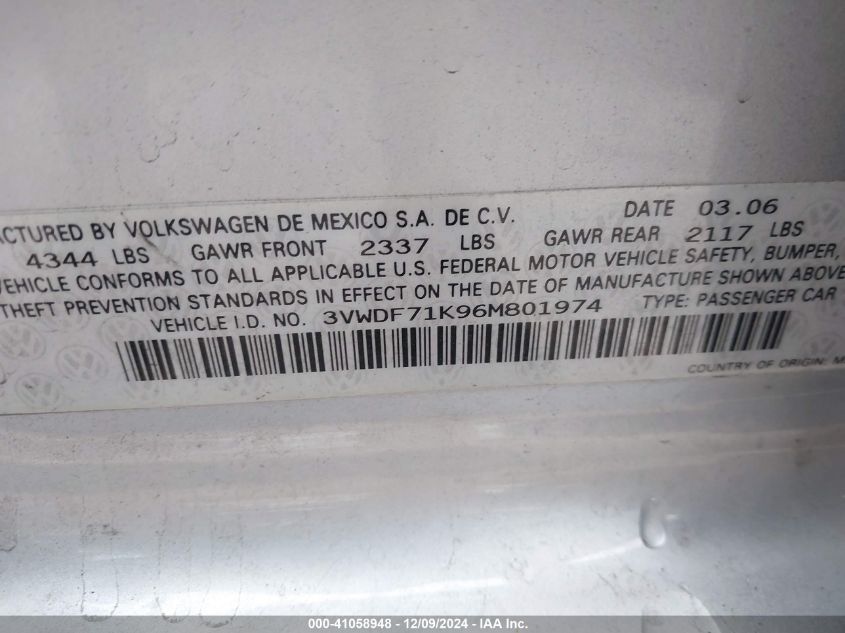 ACTURED BY VOLKSWAGEN DE MEXICO S.A. DE C.V. DATE 03.06
4344 LBS GAWR FRONT 2337 LBS GAWR REAR 2117 LBS
VEHICLE CONFORMS TO ALL APPLICABLE U.S. FEDERAL MOTOR VEHICLE SAFETY, BUMPER,
THEFT PREVENTION STANDARDS IN EFFECT ON THE DATE OF MANUFACTURE SHOWN ABOVE
VEHICLE I.D. NO. 3VWDF71K96M801974 TYPE: PASSENGER CAR
COUNTRY OF ORIGIN: M
000-41058948 - 12/09/2024 - IAA Inc.